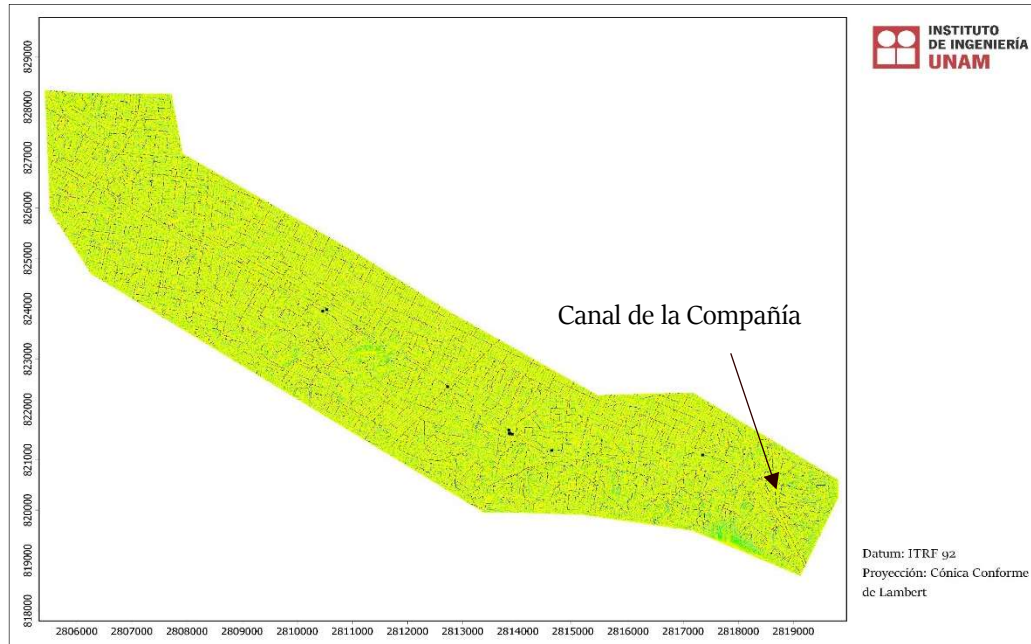 INSTITUTO
DE INGENIERÍA
UNAM
829000
828000
827000
826000
825000
824000
823000
822000
821000
820000
819000
818000
Canal de la Compañía
Datum: ITRF 92
Proyección: Cónica Conforme
de Lambert
2806000 2807000 2808000 2809000 2810000 2811000 2812000 2813000 2814000 2815000 2816000 2817000 2818000 2819000